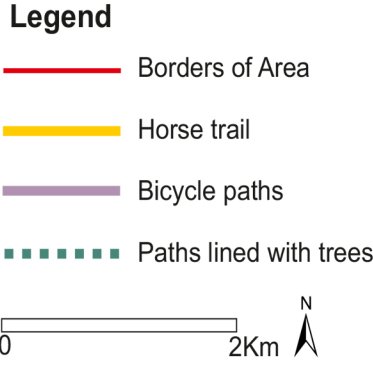 Legend
Borders of Area
Horse trail
Bicycle paths
Paths lined with trees
N
0 2Km